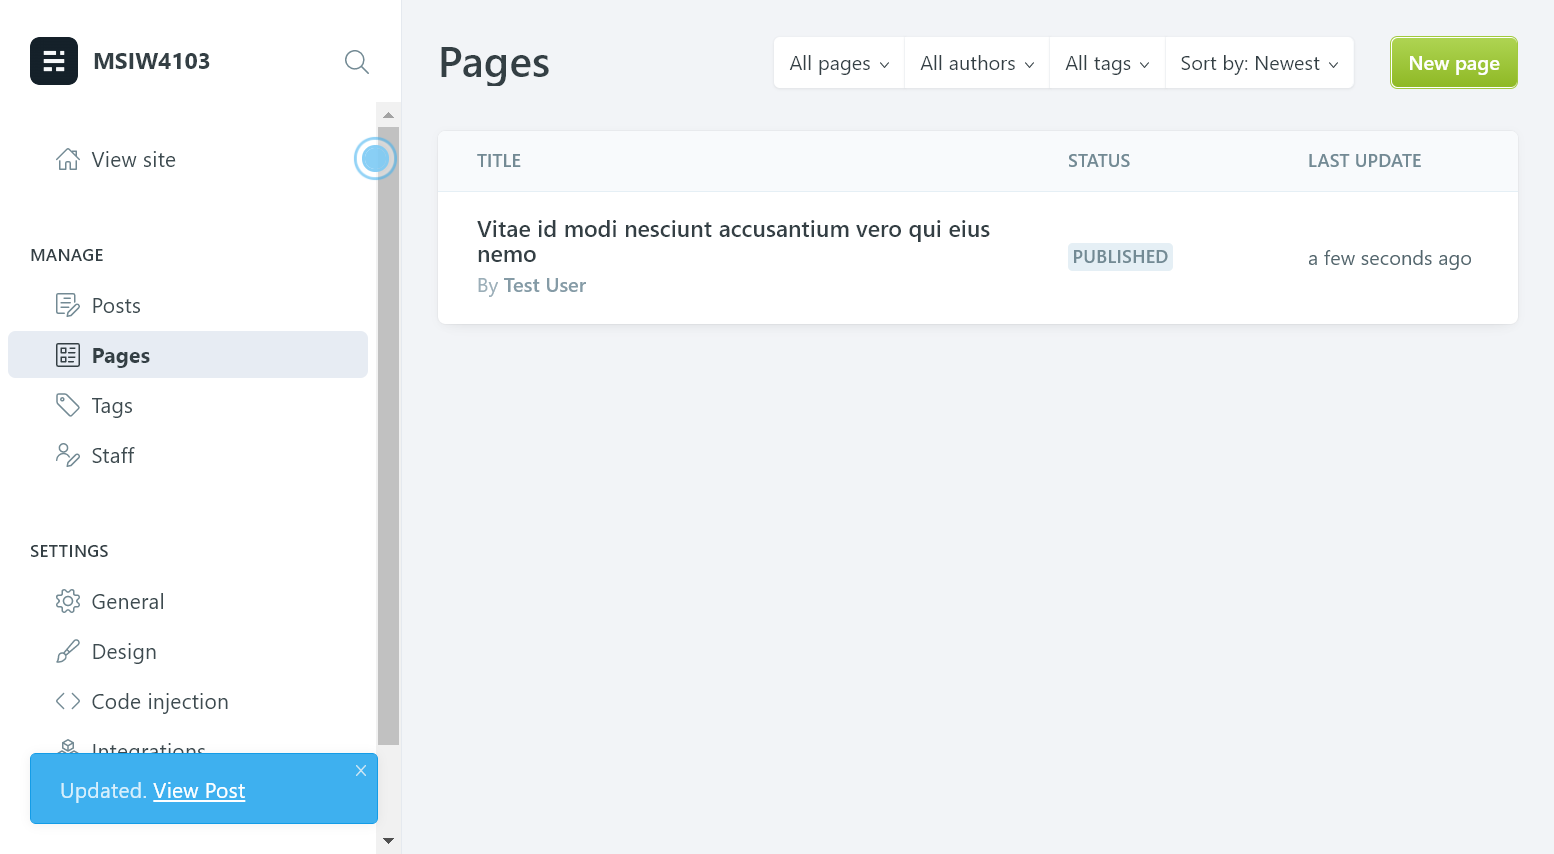 MSIW4103
View site
MANAGE
Posts
Pages
Tags
Staff
SETTINGS
General
Design
Code injection
Integrations
Updated. View Post
Pages
All pages
All authors
All tags
Sort by: Newest
New page
TITLE
STATUS
LAST UPDATE
Vitae id modi nesciunt accusantium vero qui eius
nemo
By Test User
PUBLISHED
a few seconds ago